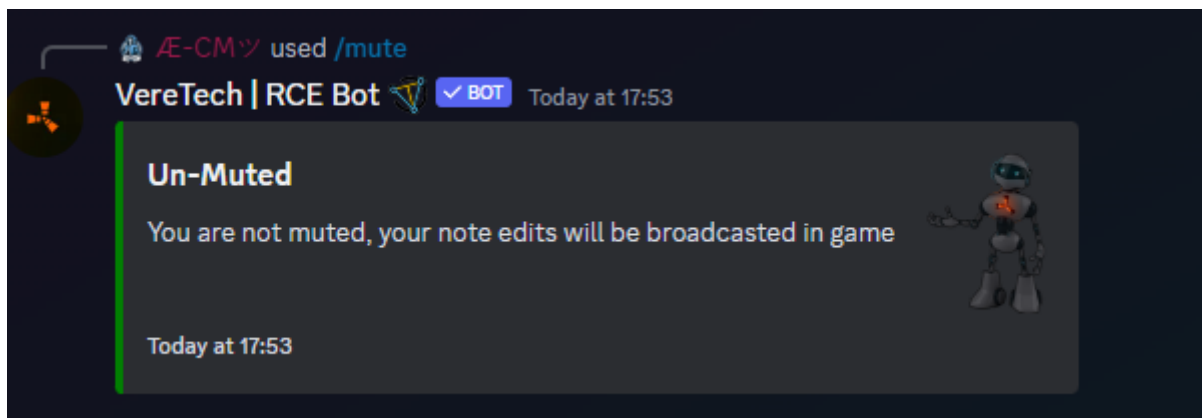 Æ-CMツ used /mute
VereTech | RCE Bot BOT Today at 17:53
Un-Muted
You are not muted, your note edits will be broadcasted in game
Today at 17:53